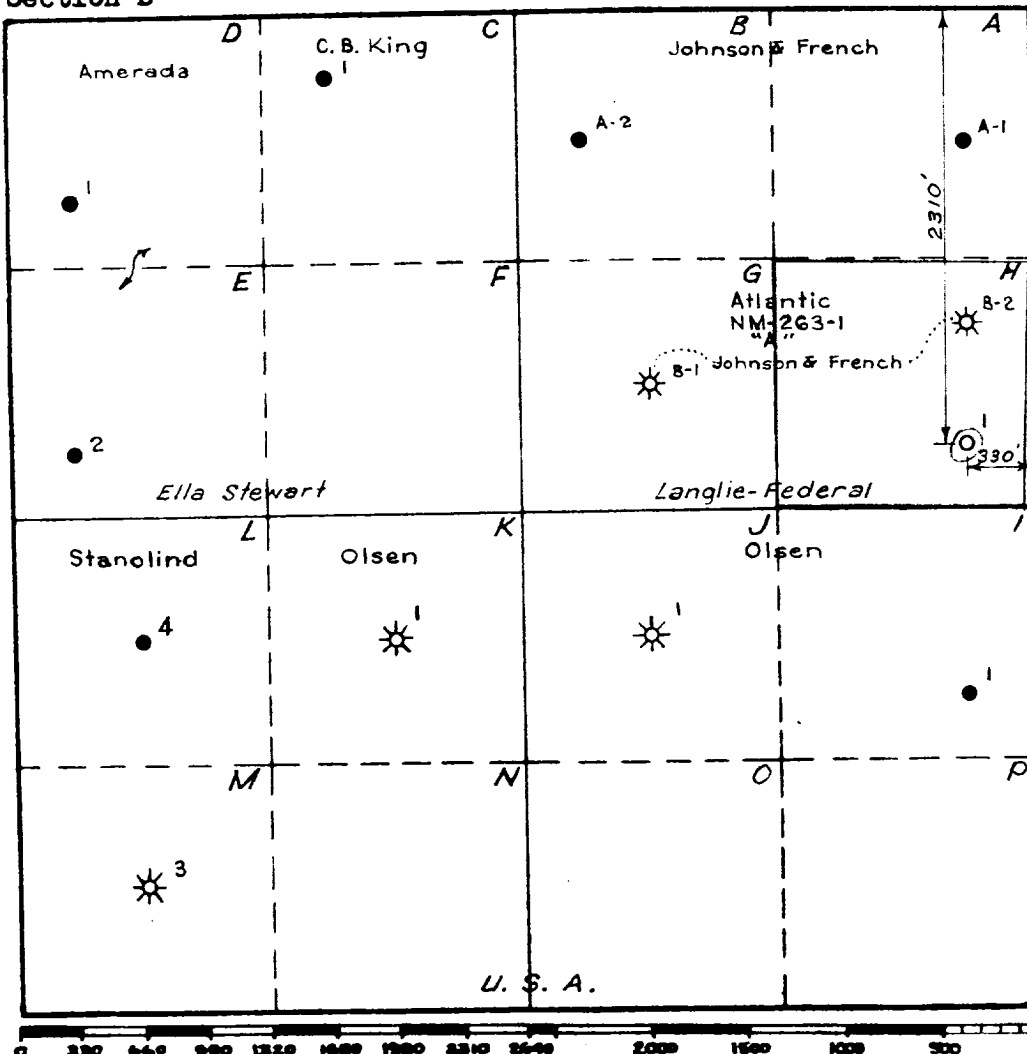 Section B
D C B A
C. B. King Johnson & French
Amerada
1
A-2
A-1
1
2310'
E F G H
Atlantic
NM-263-1
"A"
B-2
B-1 Johnson & French
1
2
330'
Ella Stewart Langlie-Federal
L K J I
Stanolind Olsen Olsen
4 1 1
1
M N O P
3
U. S. A.
0 330 660 990 1320 1650 1980 2310 2640 2000 1500 1000 500